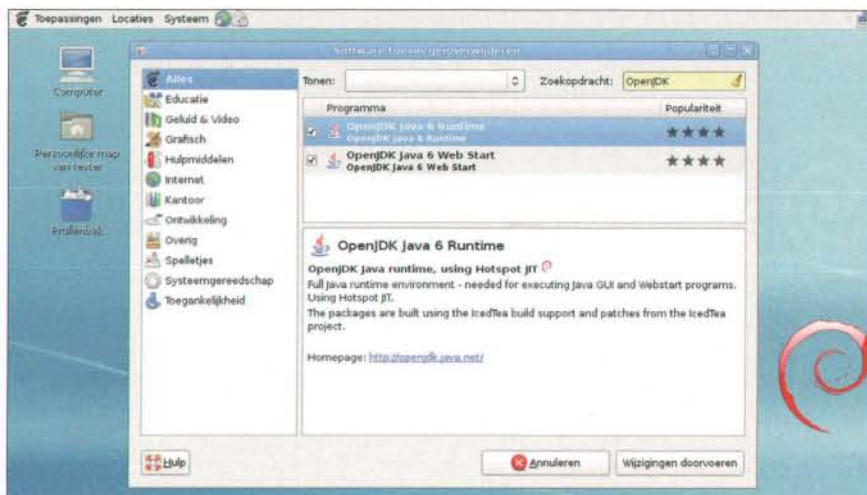 Toepassingen Locaties Systeem
Computer
Persoonlijke map
van tester
Prullenbak
Software toevoegen/verwijderen
Alles
Educatie
Geluid & Video
Grafisch
Hulpmiddelen
Internet
Kantoor
Ontwikkeling
Overig
Spelletjes
Systeemgereedschap
Toegankelijkheid
Tonen:
Zoekopdracht: OpenJDK
Programma Populariteit
OpenJDK Java 6 Runtime
OpenJDK Java 6 Runtime
OpenJDK Java 6 Web Start
OpenJDK Java 6 Web Start
OpenJDK Java 6 Runtime
OpenJDK Java runtime, using Hotspot JIT
Full Java runtime environment - needed for executing Java GUI and Webstart programs.
Using Hotspot JIT.
The packages are built using the IcedTea build support and patches from the IcedTea
project.
Homepage: http://openjdk.java.net/
Hulp
Annuleren
Wijzigingen doorvoeren